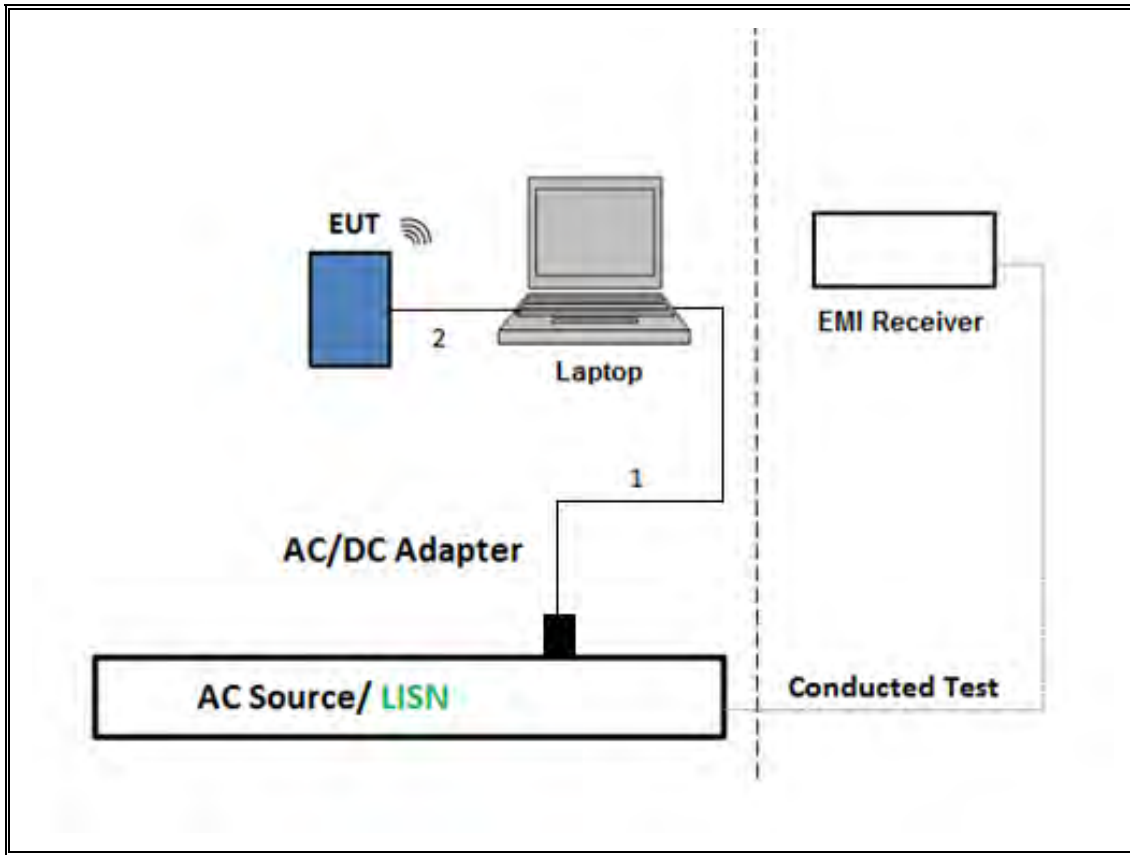 EUT
2
Laptop
EMI Receiver
1
AC/DC Adapter
AC Source/ LISN
Conducted Test